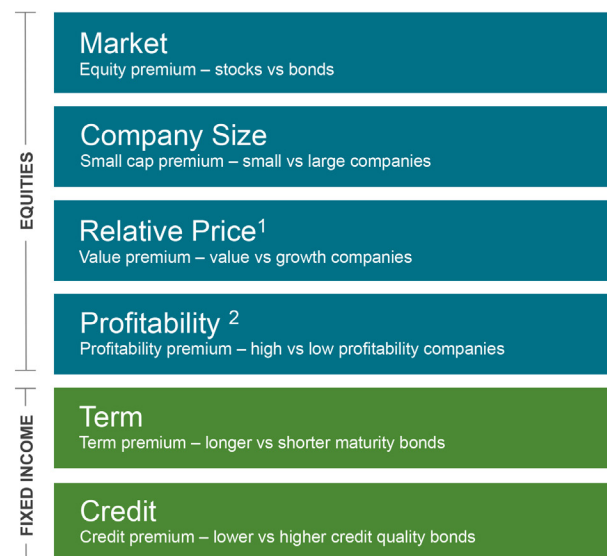 EQUITIES
Market
Equity premium – stocks vs bonds
Company Size
Small cap premium – small vs large companies
Relative Price¹
Value premium – value vs growth companies
Profitability ²
Profitability premium – high vs low profitability companies
FIXED INCOME
Term
Term premium – longer vs shorter maturity bonds
Credit
Credit premium – lower vs higher credit quality bonds